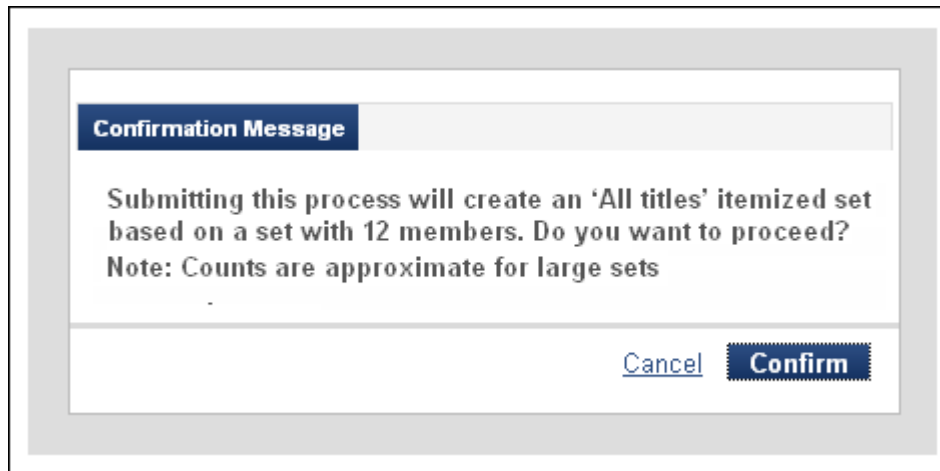 Confirmation Message
Submitting this process will create an ‘All titles’ itemized set
based on a set with 12 members. Do you want to proceed?
Note: Counts are approximate for large sets
Cancel Confirm